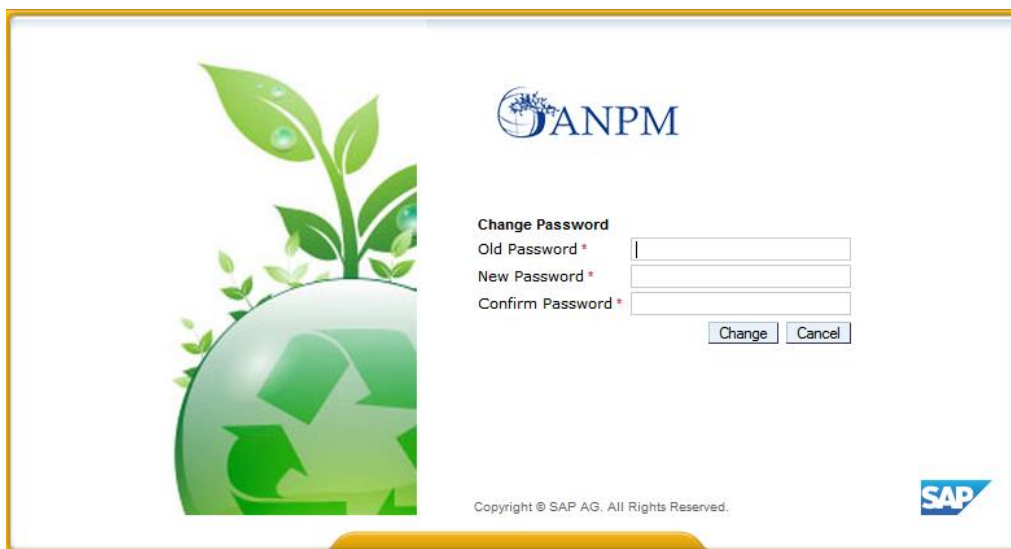 ANPM
Change Password
Old Password *
New Password *
Confirm Password *
Change Cancel
Copyright © SAP AG. All Rights Reserved.
SAP